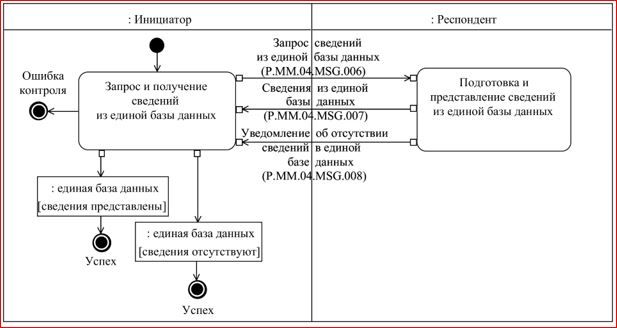 : Инициатор
: Респондент
Запрос сведений
из единой базы данных
(P.MM.04.MSG.006)
Ошибка
контроля
Запрос и получение
сведений
из единой базы данных
Сведения из единой
базы данных
(P.MM.04.MSG.007)
Подготовка и
представление сведений
из единой базы данных
Уведомление об отсутствии
сведений в единой
базе данных
(P.MM.04.MSG.008)
: единая база данных
[сведения представлены]
: единая база данных
[сведения отсутствуют]
Успех
Успех